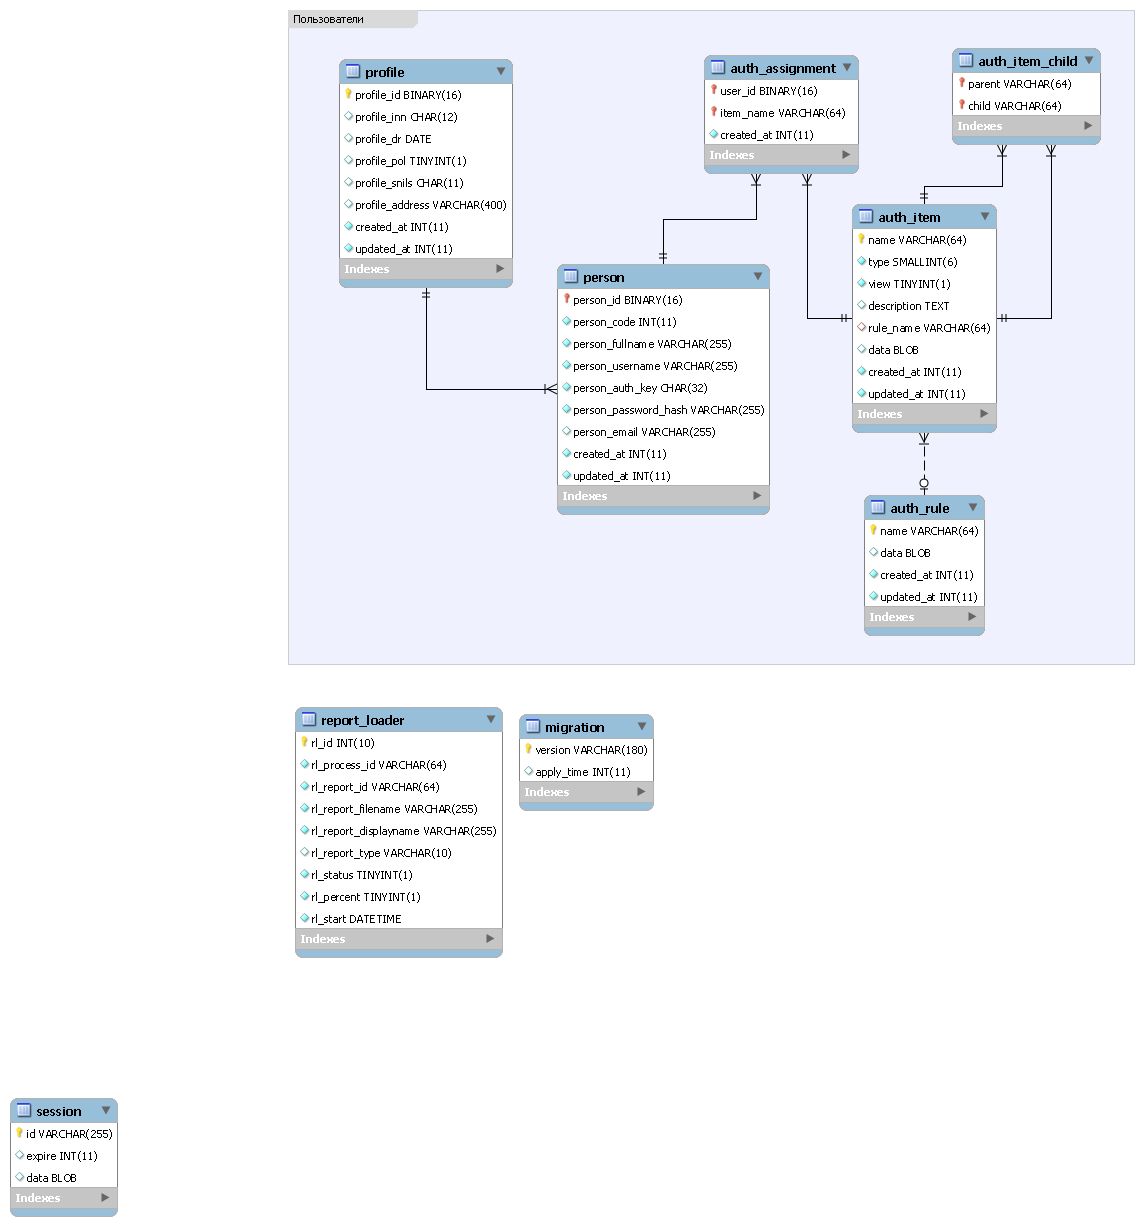 Пользователи
profile
profile_id BINARY(16)
profile_inn CHAR(12)
profile_dr DATE
profile_pol TINYINT(1)
profile_snils CHAR(11)
profile_address VARCHAR(400)
created_at INT(11)
updated_at INT(11)
Indexes
auth_assignment
user_id BINARY(16)
item_name VARCHAR(64)
created_at INT(11)
Indexes
auth_item_child
parent VARCHAR(64)
child VARCHAR(64)
Indexes
person
person_id BINARY(16)
person_code INT(11)
person_fullname VARCHAR(255)
person_username VARCHAR(255)
person_auth_key CHAR(32)
person_password_hash VARCHAR(255)
person_email VARCHAR(255)
created_at INT(11)
updated_at INT(11)
Indexes
auth_item
name VARCHAR(64)
type SMALLINT(6)
view TINYINT(1)
description TEXT
rule_name VARCHAR(64)
data BLOB
created_at INT(11)
updated_at INT(11)
Indexes
auth_rule
name VARCHAR(64)
data BLOB
created_at INT(11)
updated_at INT(11)
Indexes
report_loader
rl_id INT(10)
rl_process_id VARCHAR(64)
rl_report_id VARCHAR(64)
rl_report_filename VARCHAR(255)
rl_report_displayname VARCHAR(255)
rl_report_type VARCHAR(10)
rl_status TINYINT(1)
rl_percent TINYINT(1)
rl_start DATETIME
Indexes
migration
version VARCHAR(180)
apply_time INT(11)
Indexes
session
id VARCHAR(255)
expire INT(11)
data BLOB
Indexes